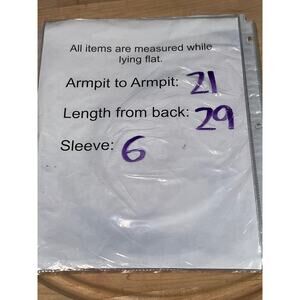 All items are measured while
lying flat.
Armpit to Armpit: 21
Length from back: 29
Sleeve: 6